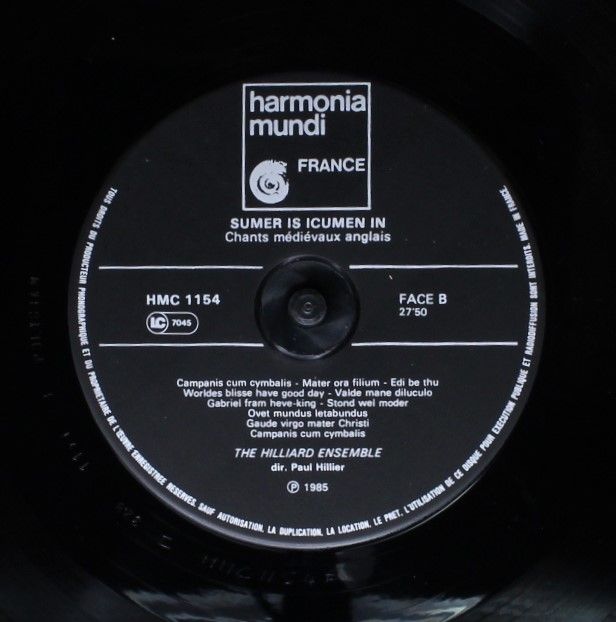 harmonia
mundi
FRANCE
SUMER IS ICUMEN IN
Chants médiévaux anglais
HMC 1154
FACE B
LC 7045
27'50
Campanis cum cymbalis - Mater ora filium - Edi be thu
Worldes blisse have good day - Valde mane diluculo
Gabriel fram heve-king - Stond wel moder
Ovet mundus letabundus
Gaude virgo mater Christi
Campanis cum cymbalis
THE HILLIARD ENSEMBLE
dir. Paul Hillier
℗ 1985
TOUS DROITS DU PRODUCTEUR PHONOGRAPHIQUE ET DU PROPRIETAIRE DE L'ŒUVRE ENREGISTREE RESERVES. SAUF AUTORISATION, LA DUPLICATION, LA LOCATION, LE PRET, L'UTILISATION DE CE DISQUE POUR EXECUTION PUBLIQUE ET RADIODIFFUSION SONT INTERDITS. MADE IN FRANCE.